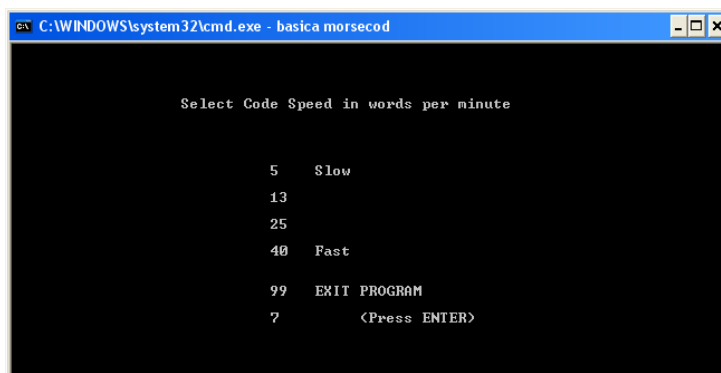 C:\WINDOWS\system32\cmd.exe - basica morsecod
Select Code Speed in words per minute
5 Slow
13
25
40 Fast
99 EXIT PROGRAM
7 (Press ENTER)